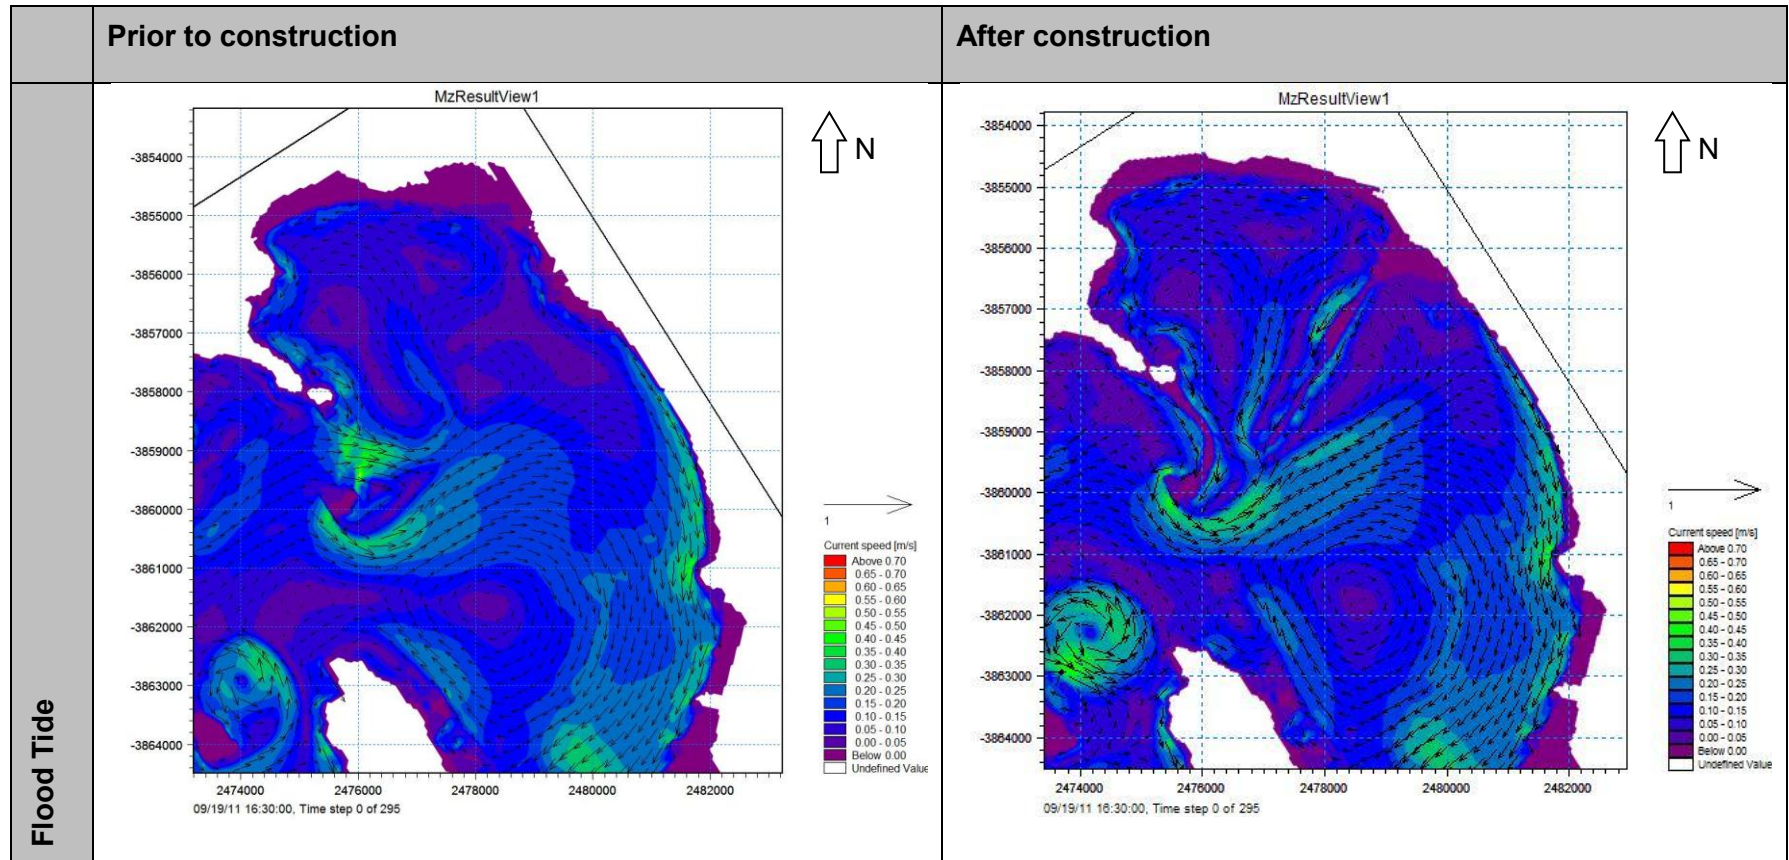 Prior to construction
After construction
Flood Tide
MzResultView1
N
-3854000
-3855000
-3856000
-3857000
-3858000
-3859000
-3860000
-3861000
-3862000
-3863000
-3864000
2474000 2476000 2478000 2480000 2482000
09/19/11 16:30:00, Time step 0 of 295
1
Current speed [m/s]
Above 0.70
0.65 - 0.70
0.60 - 0.65
0.55 - 0.60
0.50 - 0.55
0.45 - 0.50
0.40 - 0.45
0.35 - 0.40
0.30 - 0.35
0.25 - 0.30
0.20 - 0.25
0.15 - 0.20
0.10 - 0.15
0.05 - 0.10
0.00 - 0.05
Below 0.00
Undefined Value
MzResultView1
N
-3854000
-3855000
-3856000
-3857000
-3858000
-3859000
-3860000
-3861000
-3862000
-3863000
-3864000
2474000 2476000 2478000 2480000 2482000
09/19/11 16:30:00, Time step 0 of 295
1
Current speed [m/s]
Above 0.70
0.65 - 0.70
0.60 - 0.65
0.55 - 0.60
0.50 - 0.55
0.45 - 0.50
0.40 - 0.45
0.35 - 0.40
0.30 - 0.35
0.25 - 0.30
0.20 - 0.25
0.15 - 0.20
0.10 - 0.15
0.05 - 0.10
0.00 - 0.05
Below 0.00
Undefined Value